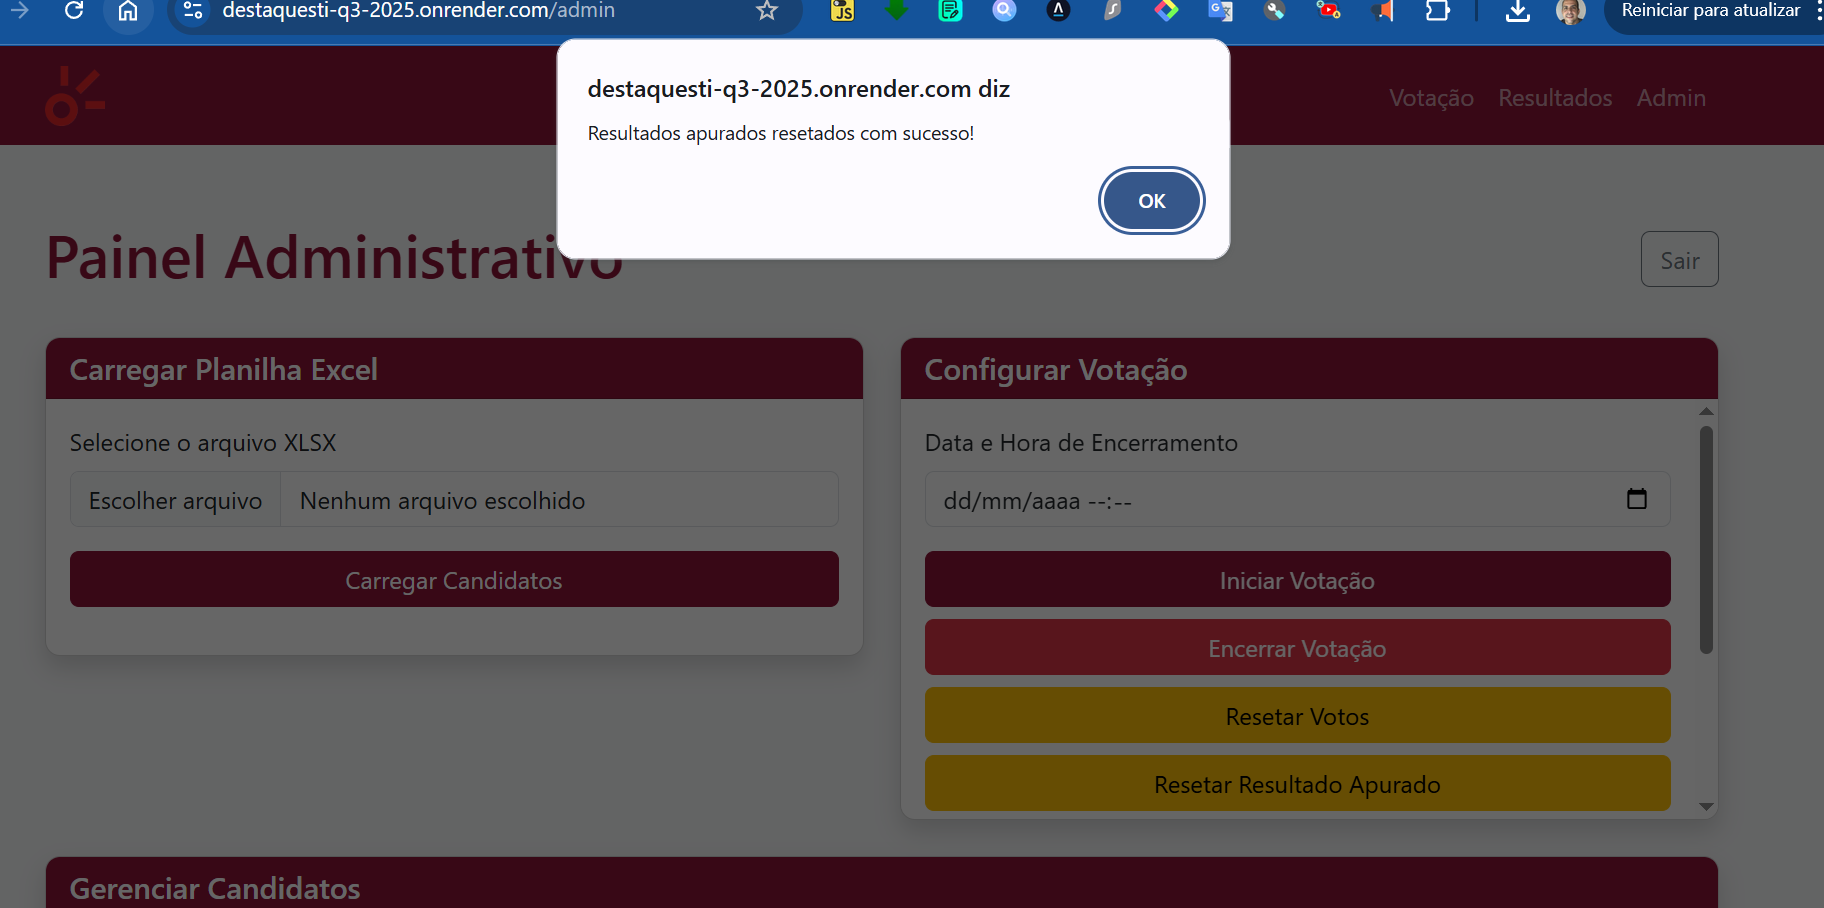 destaquesti-q3-2025.onrender.com/admin
JS
G
Reiniciar para atualizar
destaquesti-q3-2025.onrender.com diz
Resultados apurados resetados com sucesso!
OK
Votação Resultados Admin
Painel Administrativo
Sair
Carregar Planilha Excel
Selecione o arquivo XLSX
Escolher arquivo Nenhum arquivo escolhido
Carregar Candidatos
Configurar Votação
Data e Hora de Encerramento
dd/mm/aaaa --:--
Iniciar Votação
Encerrar Votação
Resetar Votos
Resetar Resultado Apurado
Gerenciar Candidatos